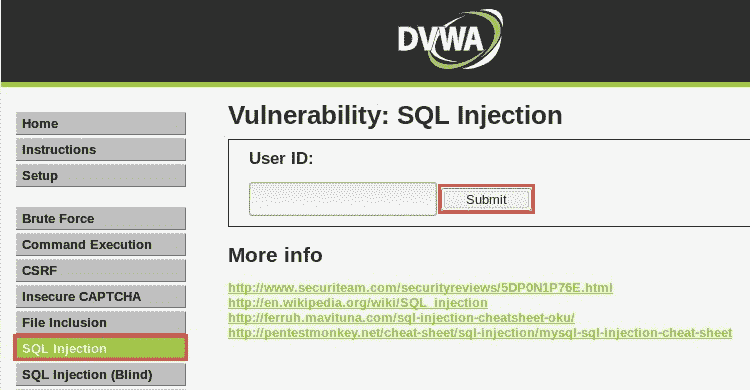 DVWA
Home
Instructions
Setup
Brute Force
Command Execution
CSRF
Insecure CAPTCHA
File Inclusion
SQL Injection
SQL Injection (Blind)
Vulnerability: SQL Injection
User ID:
Submit
More info
http://www.securiteam.com/securityreviews/5DP0N1P76E.html
http://en.wikipedia.org/wiki/SQL_injection
http://ferruh.mavituna.com/sql-injection-cheatsheet-oku/
http://pentestmonkey.net/cheat-sheet/sql-injection/mysql-sql-injection-cheat-sheet